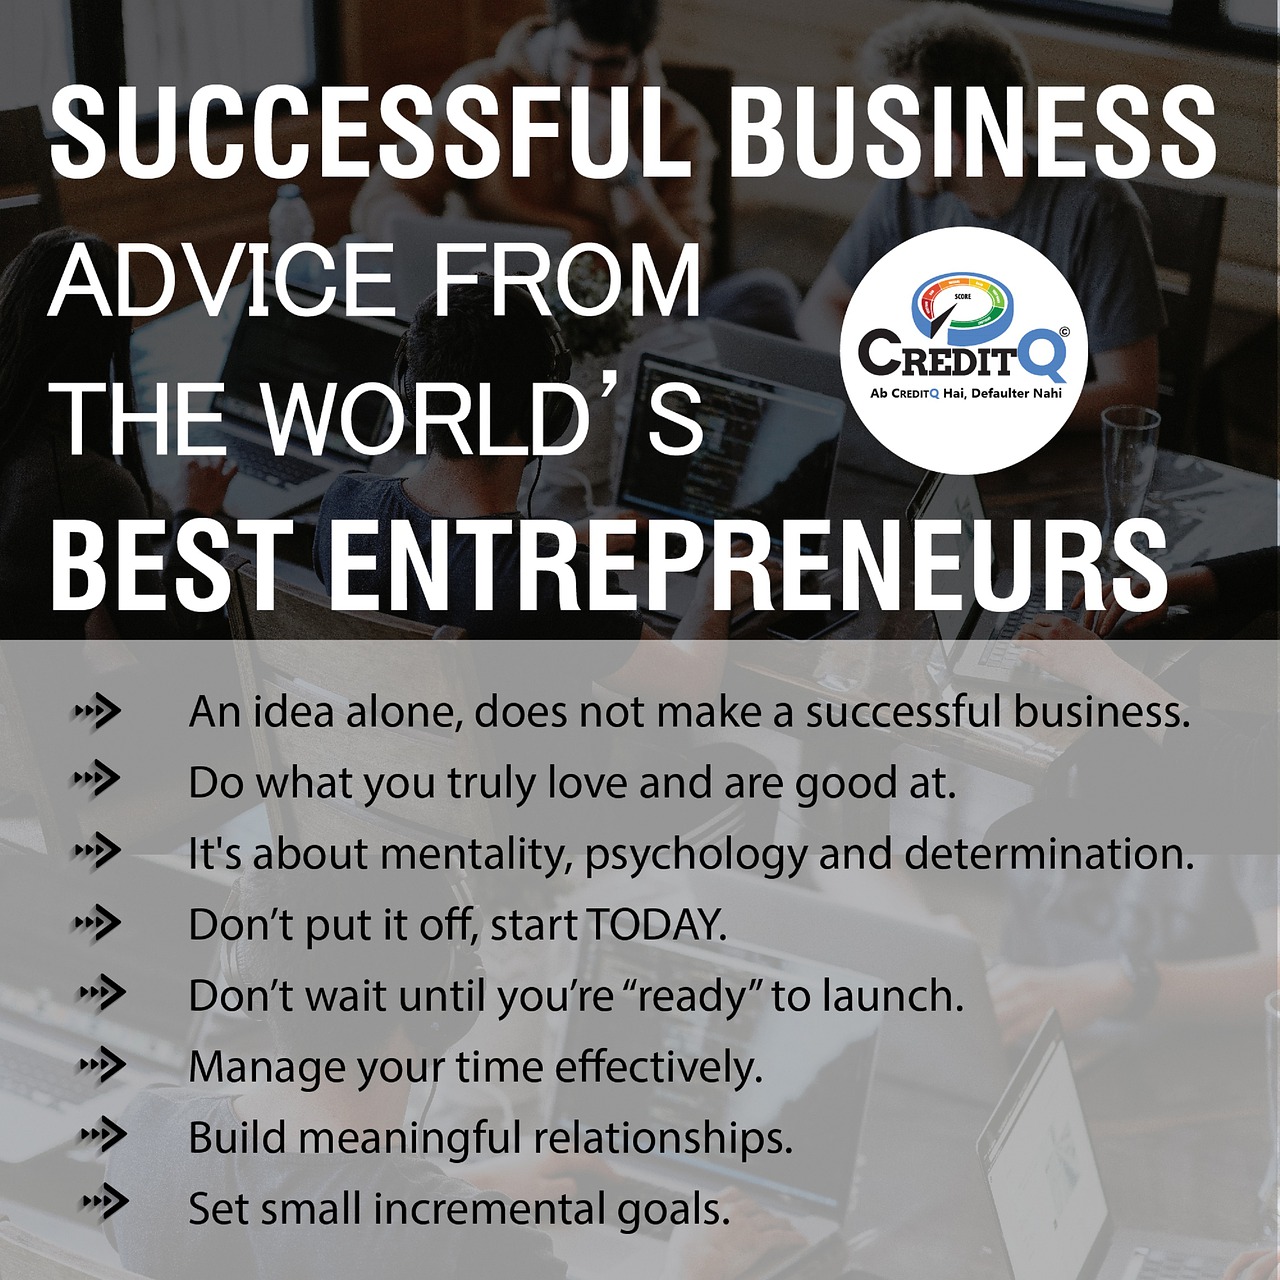 SUCCESSFUL BUSINESS
ADVICE FROM
THE WORLD'S
BEST ENTREPRENEURS
SCORE
CREDITQ©
Ab CREDITQ Hai, Defaulter Nahi
An idea alone, does not make a successful business.
Do what you truly love and are good at.
It's about mentality, psychology and determination.
Don’t put it off, start TODAY.
Don’t wait until you’re “ready” to launch.
Manage your time effectively.
Build meaningful relationships.
Set small incremental goals.